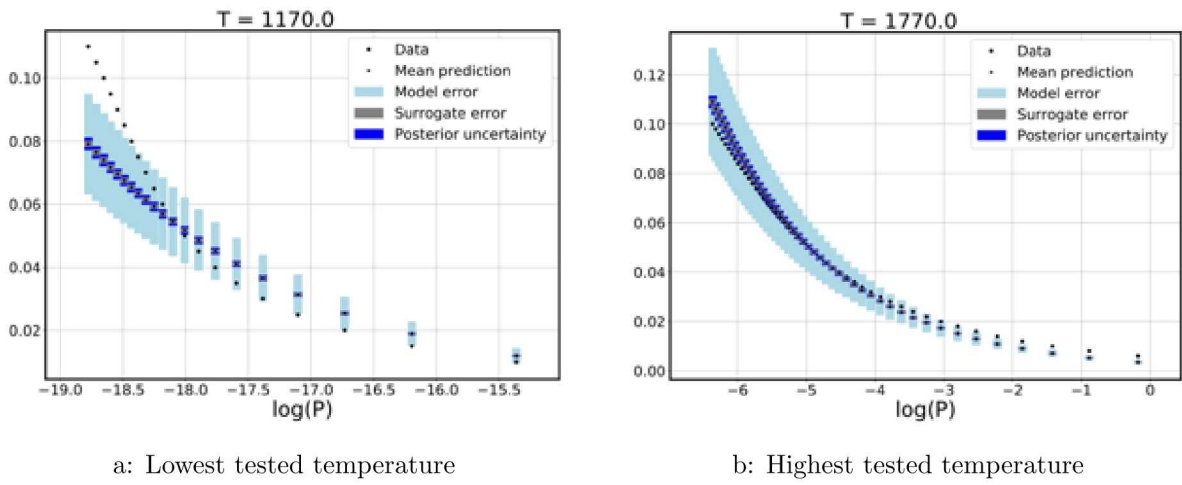 T = 1170.0
0.10
0.08
0.06
0.04
0.02
Data
Mean prediction
Model error
Surrogate error
Posterior uncertainty
−19.0 −18.5 −18.0 −17.5 −17.0 −16.5 −16.0 −15.5
log(P)
a: Lowest tested temperature
T = 1770.0
0.12
0.10
0.08
0.06
0.04
0.02
0.00
Data
Mean prediction
Model error
Surrogate error
Posterior uncertainty
−6 −5 −4 −3 −2 −1 0
log(P)
b: Highest tested temperature